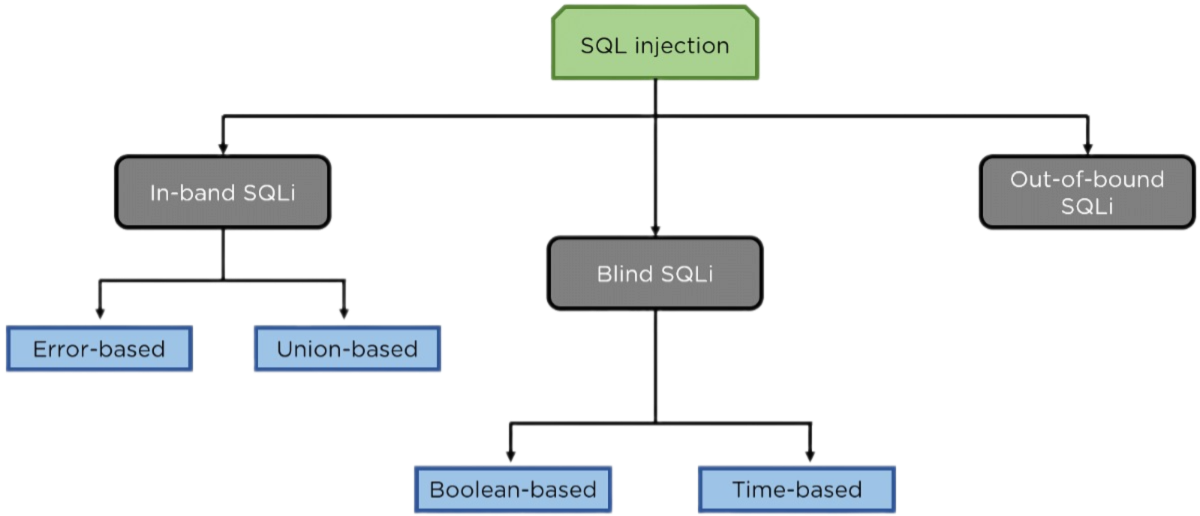 SQL injection
In-band SQLi
Out-of-bound
SQLi
Blind SQLi
Error-based
Union-based
Boolean-based
Time-based